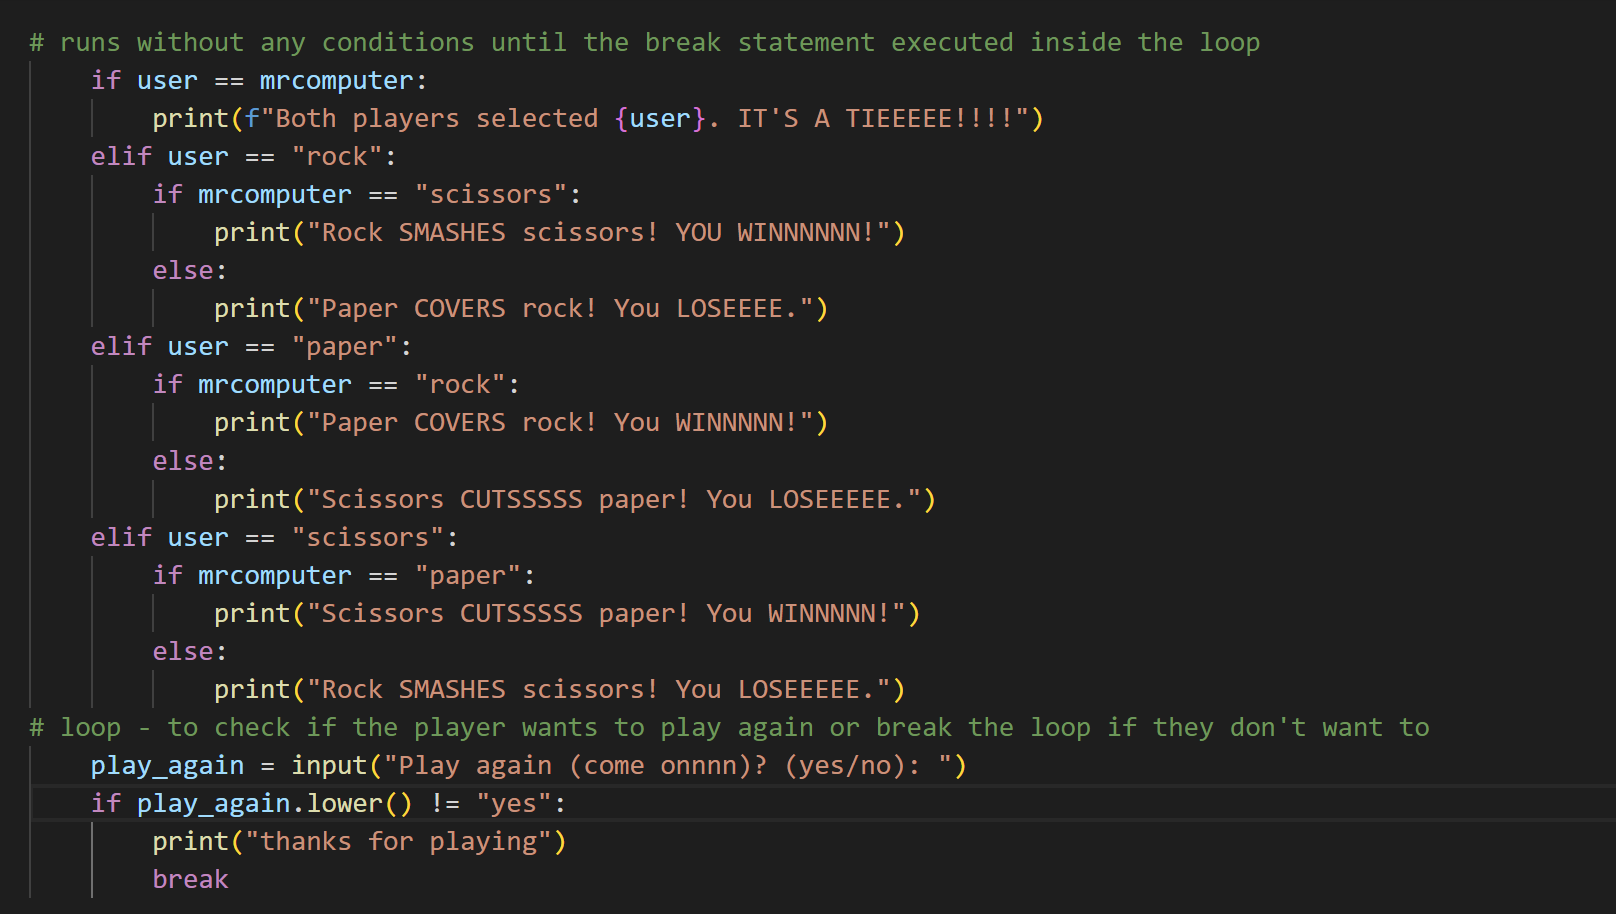 # runs without any conditions until the break statement executed inside the loop
    if user == mrcomputer:
        print(f"Both players selected {user}. IT'S A TIEEEEE!!!!")
    elif user == "rock":
        if mrcomputer == "scissors":
            print("Rock SMASHES scissors! YOU WINNNNNN!")
        else:
            print("Paper COVERS rock! You LOSEEEE.")
    elif user == "paper":
        if mrcomputer == "rock":
            print("Paper COVERS rock! You WINNNNN!")
        else:
            print("Scissors CUTSSSSS paper! You LOSEEEEE.")
    elif user == "scissors":
        if mrcomputer == "paper":
            print("Scissors CUTSSSSS paper! You WINNNNN!")
        else:
            print("Rock SMASHES scissors! You LOSEEEEE.")
# loop - to check if the player wants to play again or break the loop if they don't want to
    play_again = input("Play again (come onnnn)? (yes/no): ")
    if play_again.lower() != "yes":
        print("thanks for playing")
        break